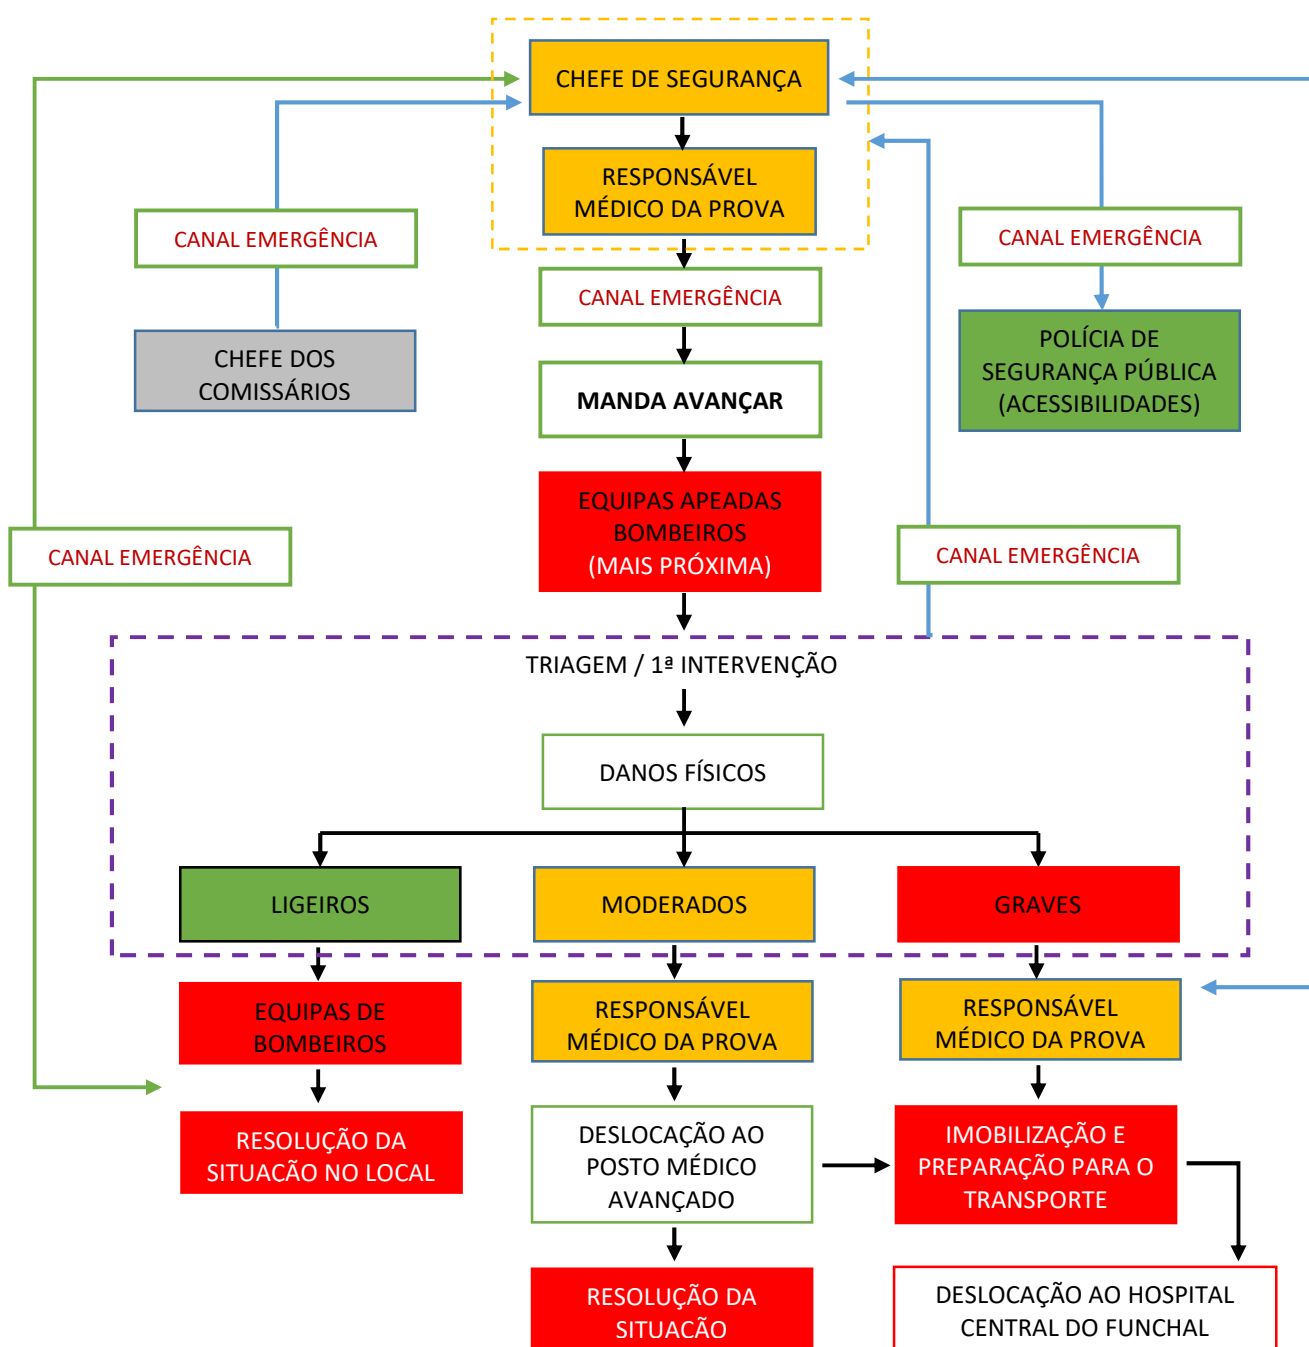 CHEFE DE SEGURANÇA
RESPONSÁVEL
MÉDICO DA PROVA
CANAL EMERGÊNCIA
CANAL EMERGÊNCIA
CANAL EMERGÊNCIA
CHEFE DOS
COMISSÁRIOS
MANDA AVANÇAR
POLÍCIA DE
SEGURANÇA PÚBLICA
(ACESSIBILIDADES)
EQUIPAS APEADAS
BOMBEIROS
(MAIS PRÓXIMA)
CANAL EMERGÊNCIA
CANAL EMERGÊNCIA
TRIAGEM / 1ª INTERVENÇÃO
DANOS FÍSICOS
LIGEIROS
MODERADOS
GRAVES
EQUIPAS DE
BOMBEIROS
RESPONSÁVEL
MÉDICO DA PROVA
RESPONSÁVEL
MÉDICO DA PROVA
RESOLUÇÃO DA
SITUAÇÃO NO LOCAL
DESLOCAÇÃO AO
POSTO MÉDICO
AVANÇADO
IMOBILIZAÇÃO E
PREPARAÇÃO PARA O
TRANSPORTE
RESOLUÇÃO DA
SITUAÇÃO
DESLOCAÇÃO AO HOSPITAL
CENTRAL DO FUNCHAL